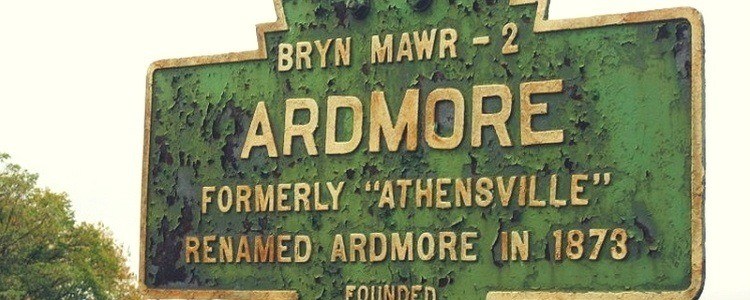 BRYN MAWR - 2
ARDMORE
FORMERLY "ATHENSVILLE"
RENAMED ARDMORE IN 1873
FOUNDED